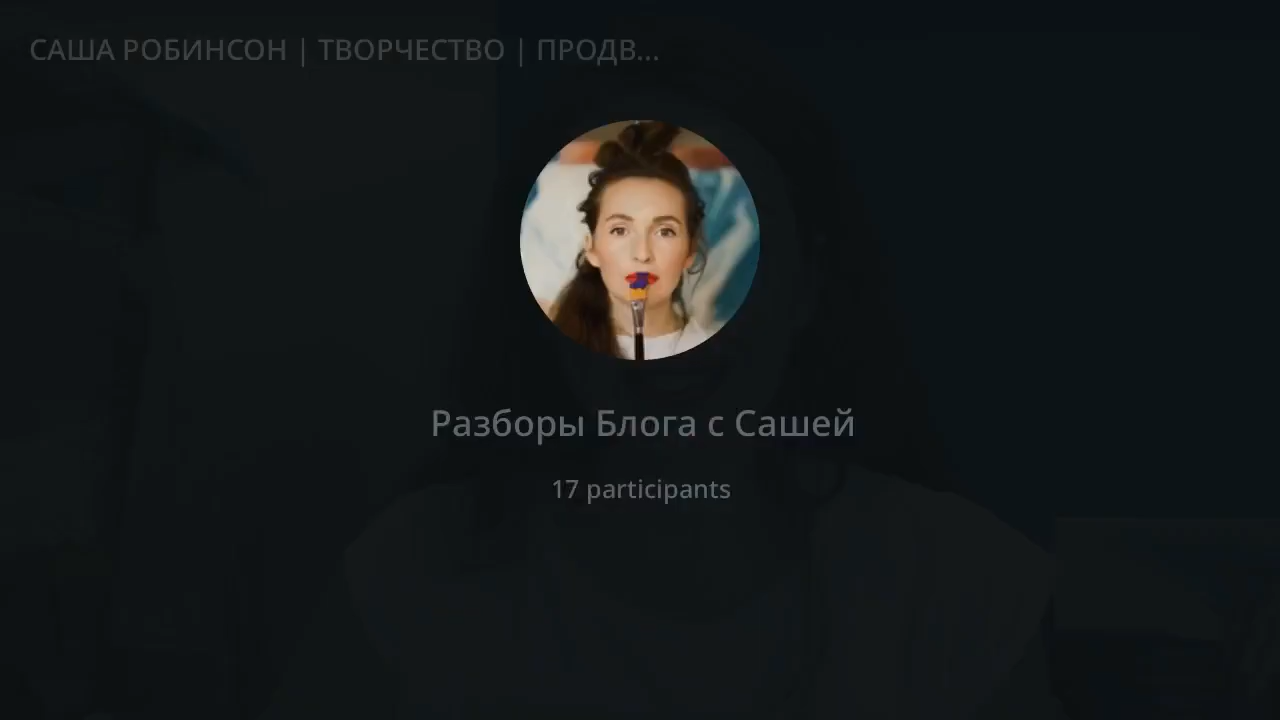 САША РОБИНСОН | ТВОРЧЕСТВО | ПРОДВ...
Разборы Блога с Сашей
17 participants